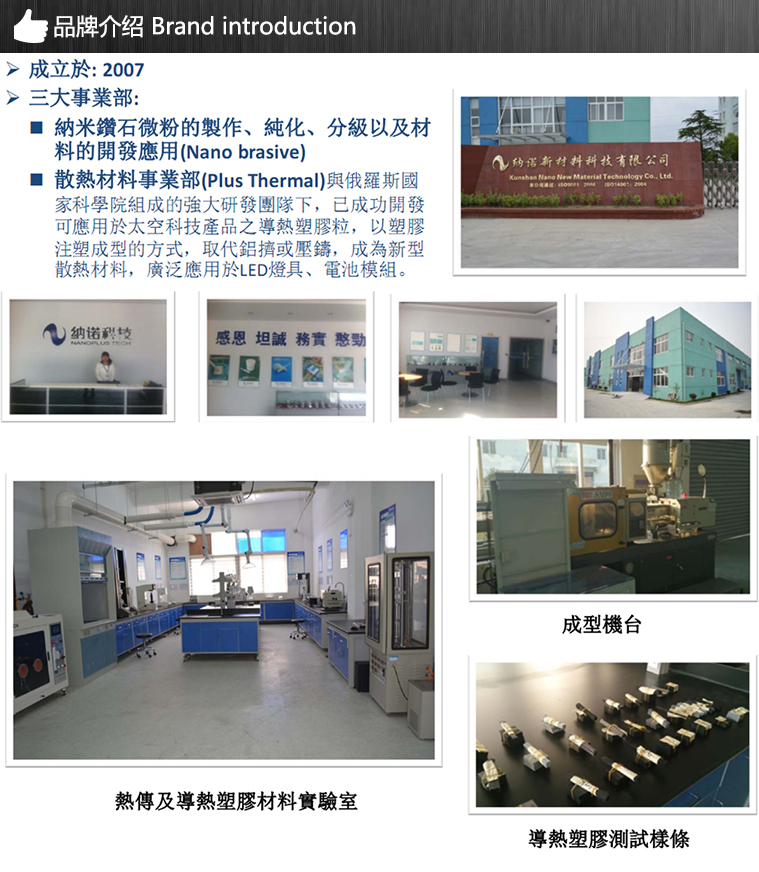 品牌介绍 Brand introduction
成立於: 2007
三大事業部:
納米鑽石微粉的製作、純化、分級以及材
料的開發應用(Nano brasive)
散熱材料事業部(Plus Thermal)與俄羅斯國
家科學院組成的強大研發團隊下，已成功開發
可應用於太空科技產品之導熱塑膠粒，以塑膠
注塑成型的方式，取代鋁擠或壓鑄，成為新型
散熱材料，廣泛應用於LED燈具、電池模組。
纳诺新材料科技有限公司
Kunshan Nano New Material Technology Co., Ltd.
纳诺科技
NANOPLUS TECH
感恩 坦誠 務實 憨勁
成型機台
熱傳及導熱塑膠材料實驗室
導熱塑膠測試樣條